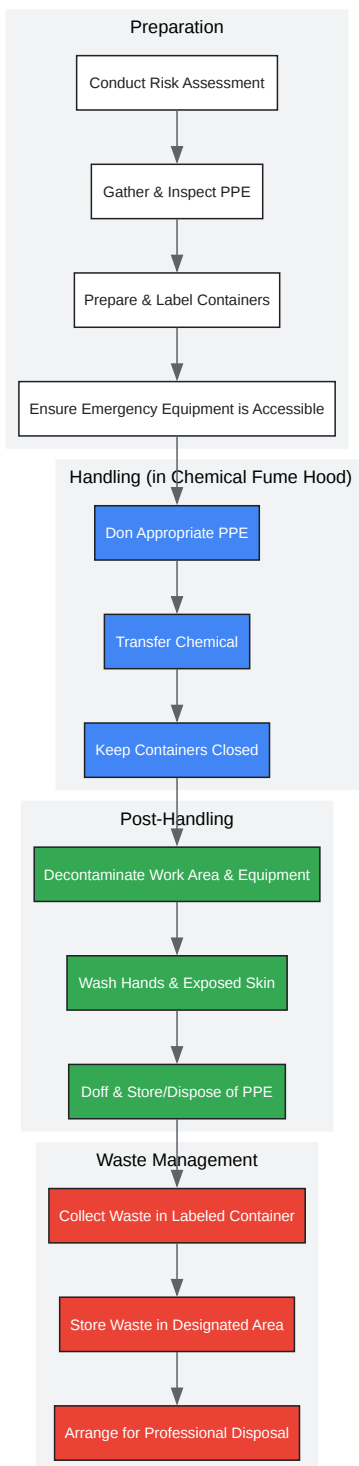 Preparation
Conduct Risk Assessment
Gather & Inspect PPE
Prepare & Label Containers
Ensure Emergency Equipment is Accessible
Handling (in Chemical Fume Hood)
Don Appropriate PPE
Transfer Chemical
Keep Containers Closed
Post-Handling
Decontaminate Work Area & Equipment
Wash Hands & Exposed Skin
Doff & Store/Dispose of PPE
Waste Management
Collect Waste in Labeled Container
Store Waste in Designated Area
Arrange for Professional Disposal